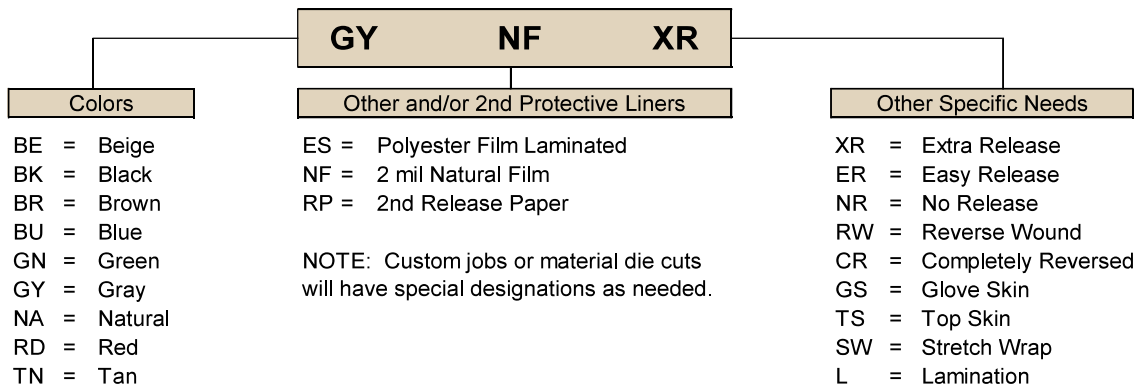 GY NF XR
Colors
BE = Beige
BK = Black
BR = Brown
BU = Blue
GN = Green
GY = Gray
NA = Natural
RD = Red
TN = Tan
Other and/or 2nd Protective Liners
ES = Polyester Film Laminated
NF = 2 mil Natural Film
RP = 2nd Release Paper
NOTE: Custom jobs or material die cuts
will have special designations as needed.
Other Specific Needs
XR = Extra Release
ER = Easy Release
NR = No Release
RW = Reverse Wound
CR = Completely Reversed
GS = Glove Skin
TS = Top Skin
SW = Stretch Wrap
L = Lamination